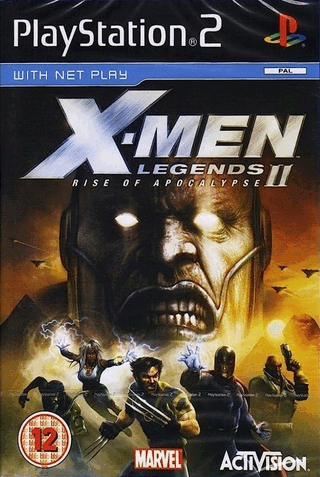 PlayStation®2
WITH NET PLAY
PAL
X-MEN
LEGENDS II
RISE OF APOCALYPSE
12
MARVEL
ACTIVISION